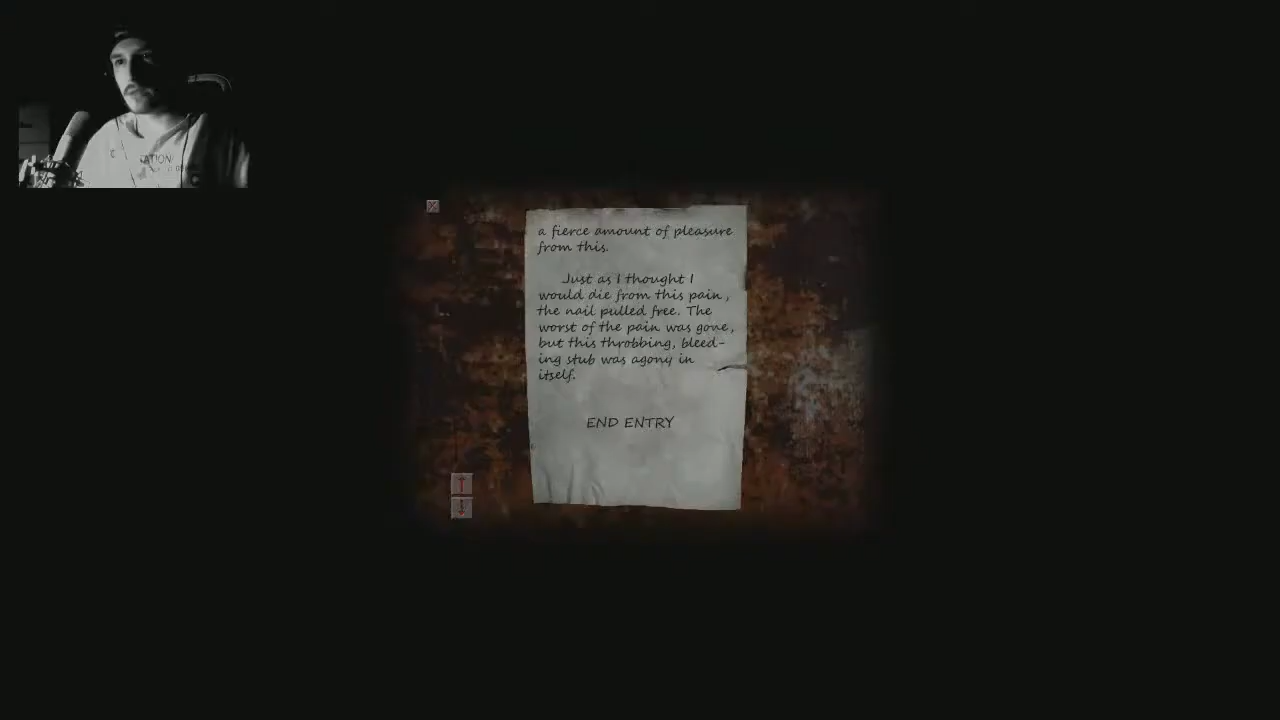 TATION
a fierce amount of pleasure
from this.
Just as I thought I
would die from this pain,
the nail pulled free. The
worst of the pain was gone,
but this throbbing, bleed-
ing stub was agony in
itself.
END ENTRY